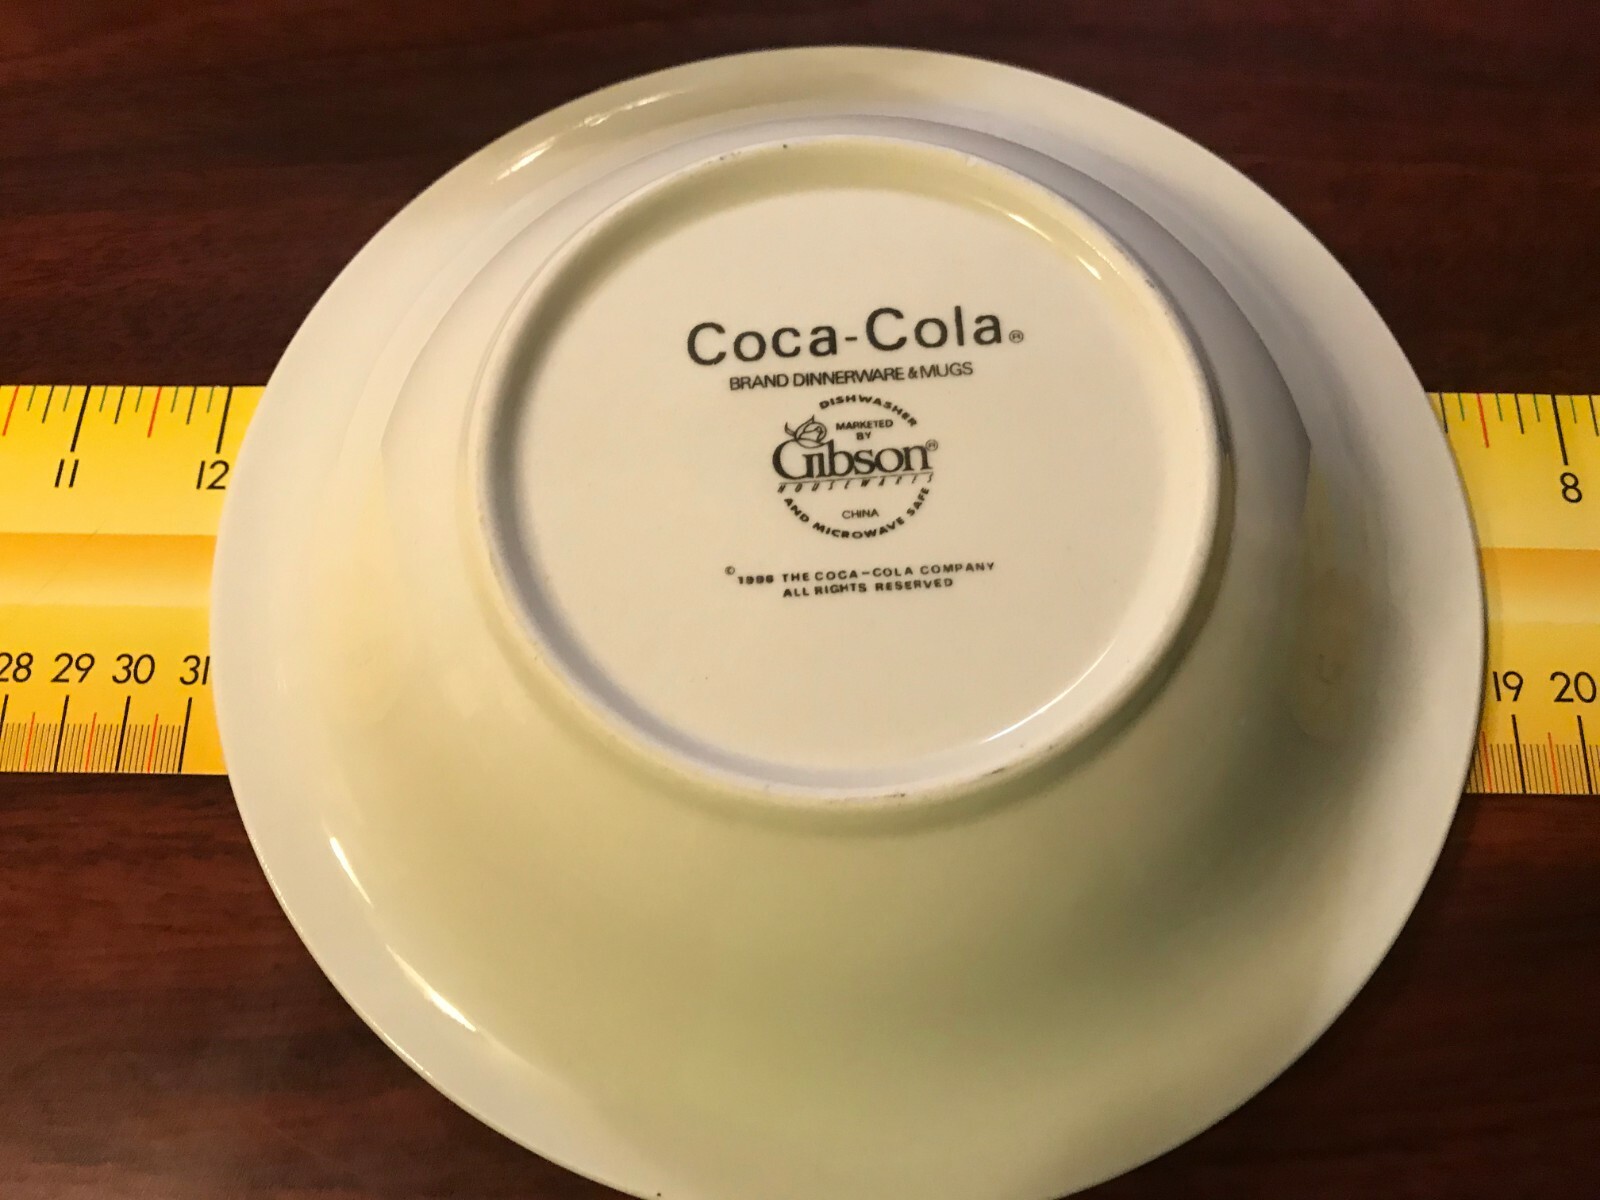 Coca-Cola®
BRAND DINNERWARE & MUGS
DISHWASHER
MARKETED
BY
Gibson®
HOUSEWARES
CHINA
AND MICROWAVE SAFE
© 1996 THE COCA-COLA COMPANY
ALL RIGHTS RESERVED
11 12
28 29 30 31
8
19 20